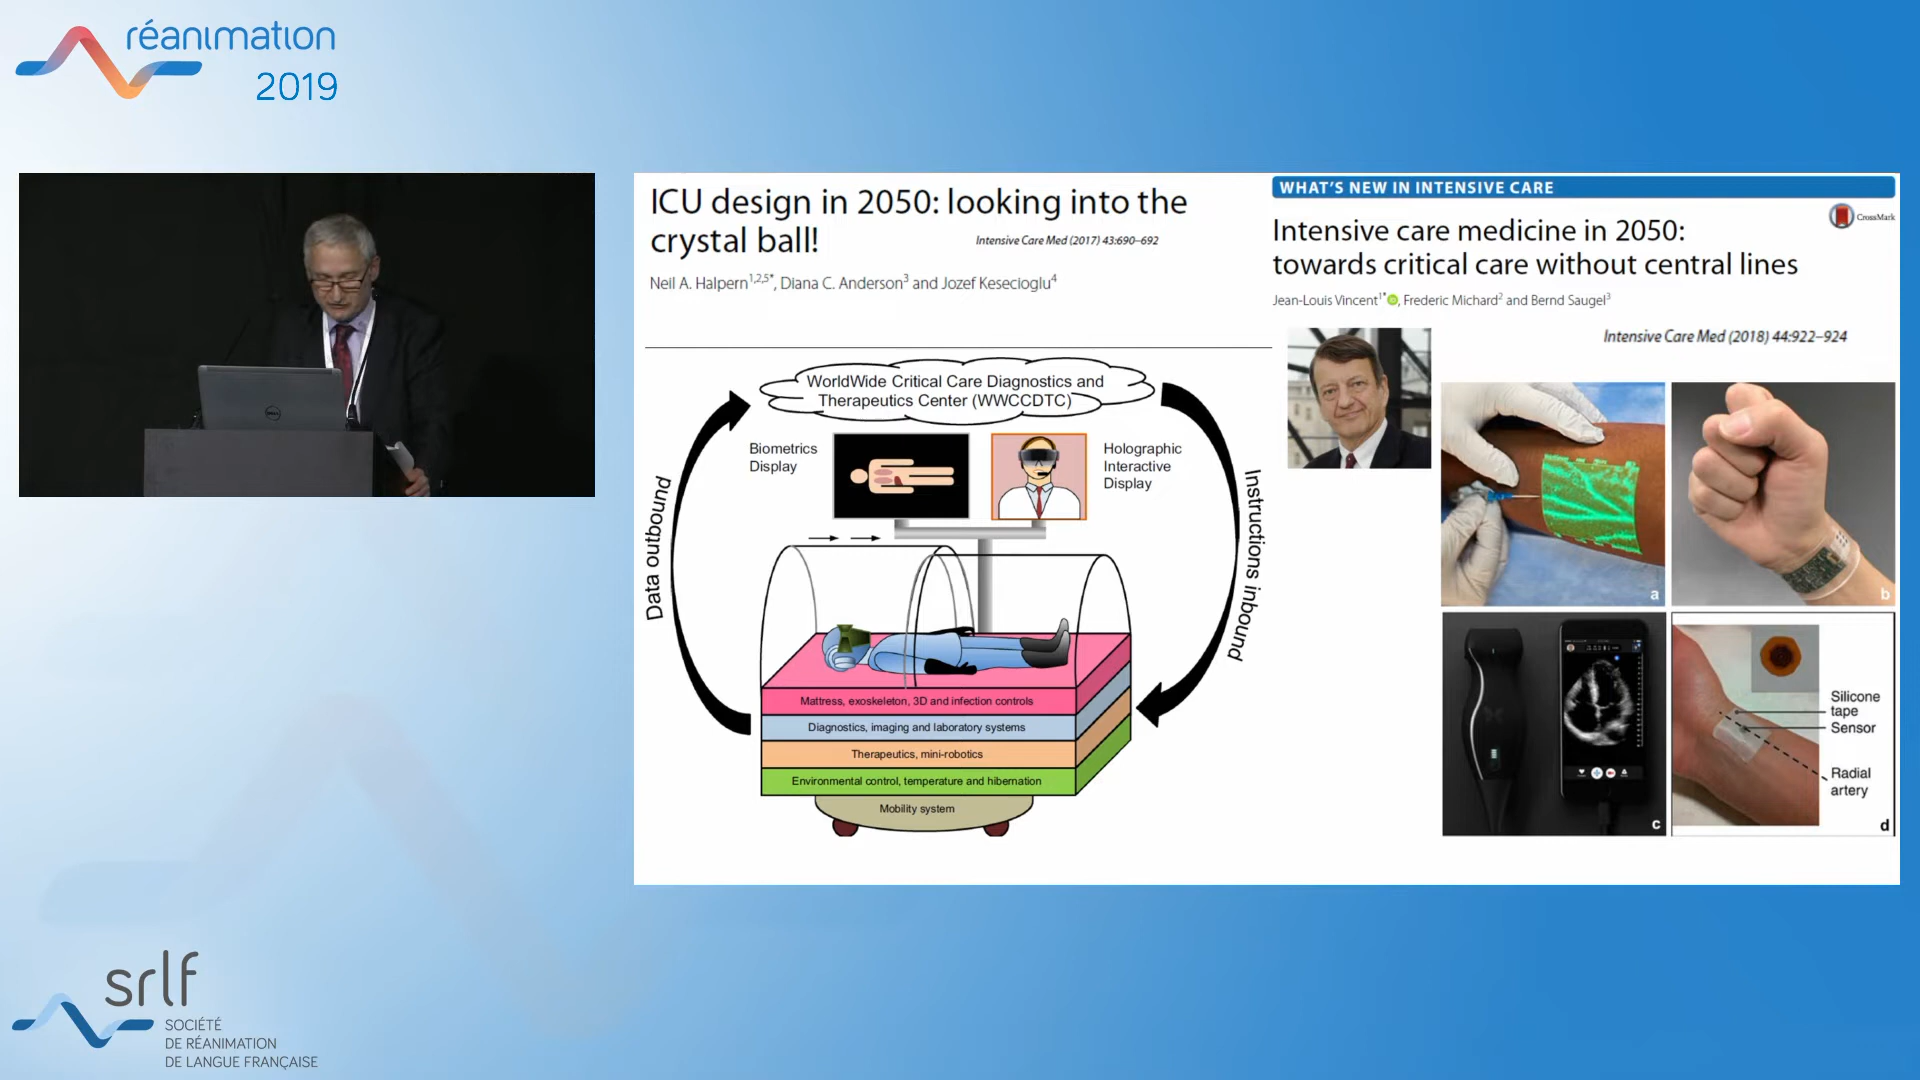 réanımatıon
2019
ICU design in 2050: looking into the
crystal ball!
Intensive Care Med (2017) 43:690–692
Neil A. Halpern1,2,5*, Diana C. Anderson3 and Jozef Kesecioglu4
WorldWide Critical Care Diagnostics and
Therapeutics Center (WWCCDTC)
Biometrics
Display
Holographic
Interactive
Display
Data outbound
Instructions inbound
Mattress, exoskeleton, 3D and infection controls
Diagnostics, imaging and laboratory systems
Therapeutics, mini-robotics
Environmental control, temperature and hibernation
Mobility system
WHAT'S NEW IN INTENSIVE CARE
CrossMark
Intensive care medicine in 2050:
towards critical care without central lines
Jean-Louis Vincent1*, Frederic Michard2 and Bernd Saugel3
Intensive Care Med (2018) 44:922–924
a
b
c
Silicone
tape
Sensor
Radial
artery
d
DELL
srlf
SOCIÉTÉ
DE RÉANIMATION
DE LANGUE FRANÇAISE